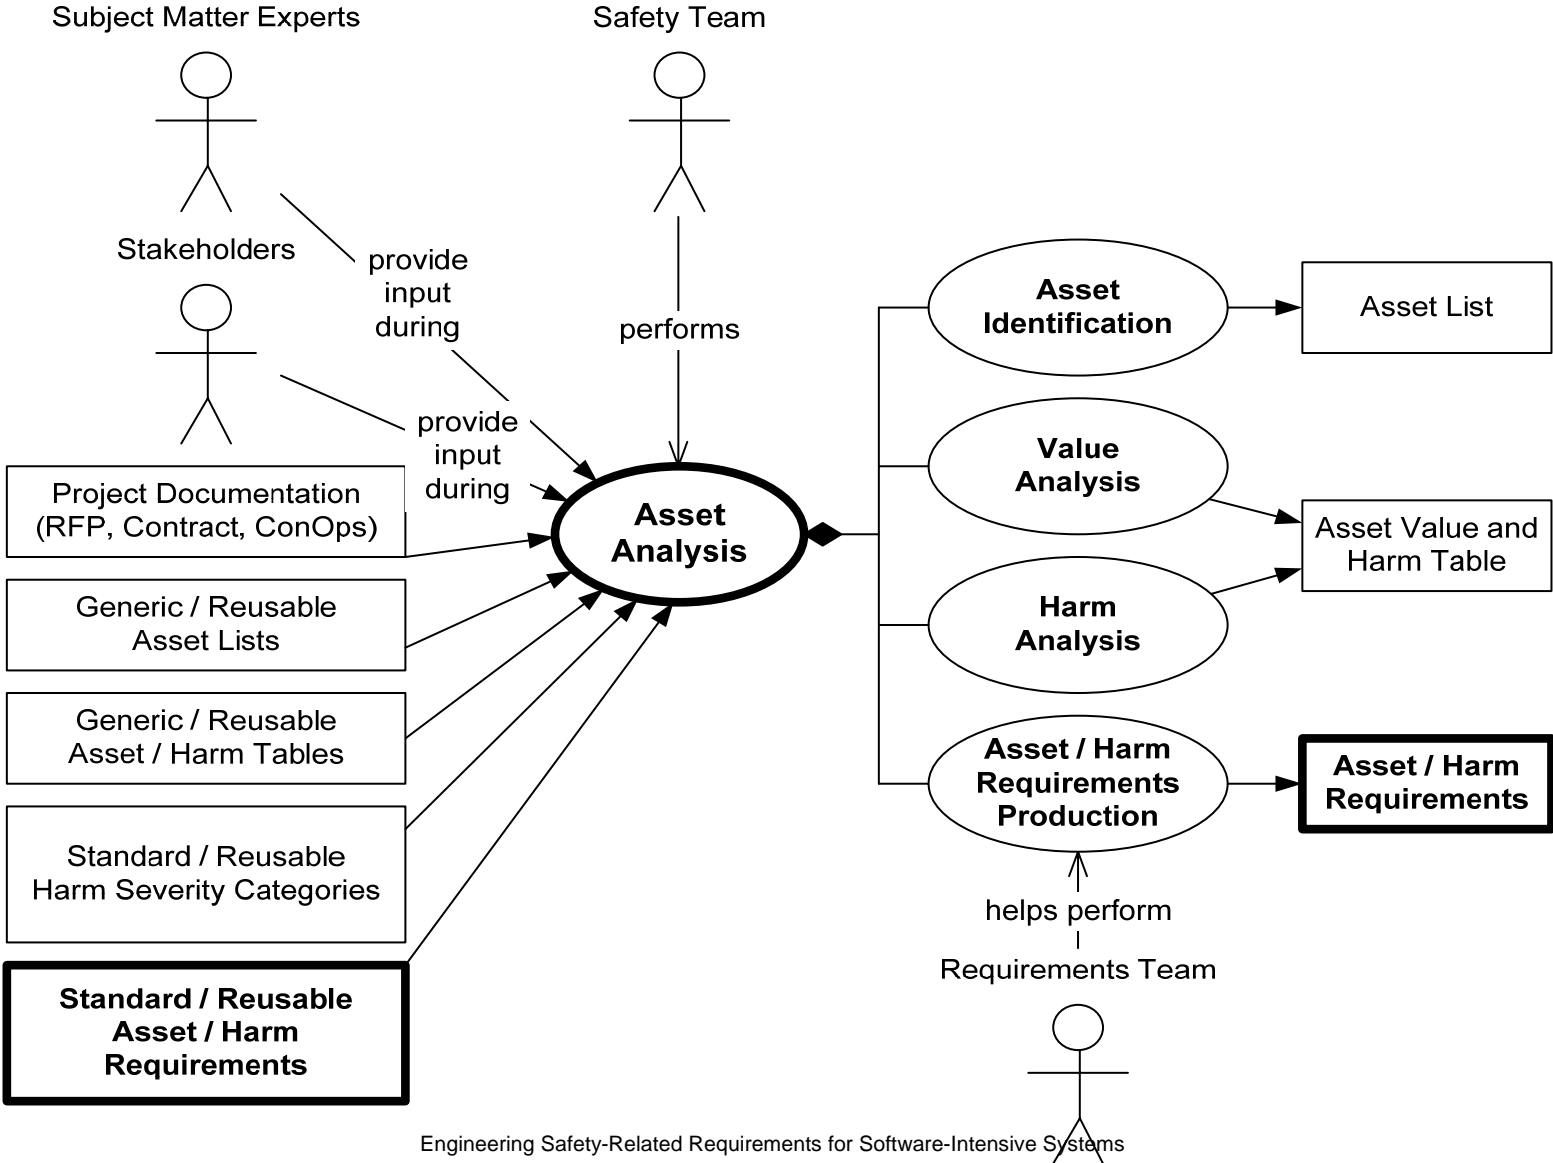 Subject Matter Experts
Safety Team
Stakeholders
provide
input
during
performs
provide
input
during
Project Documentation
(RFP, Contract, ConOps)
Generic / Reusable
Asset Lists
Generic / Reusable
Asset / Harm Tables
Standard / Reusable
Harm Severity Categories
Standard / Reusable
Asset / Harm
Requirements
Asset
Analysis
Asset
Identification
Value
Analysis
Harm
Analysis
Asset / Harm
Requirements
Production
Asset List
Asset Value and
Harm Table
Asset / Harm
Requirements
helps perform
Requirements Team
Engineering Safety-Related Requirements for Software-Intensive Systems